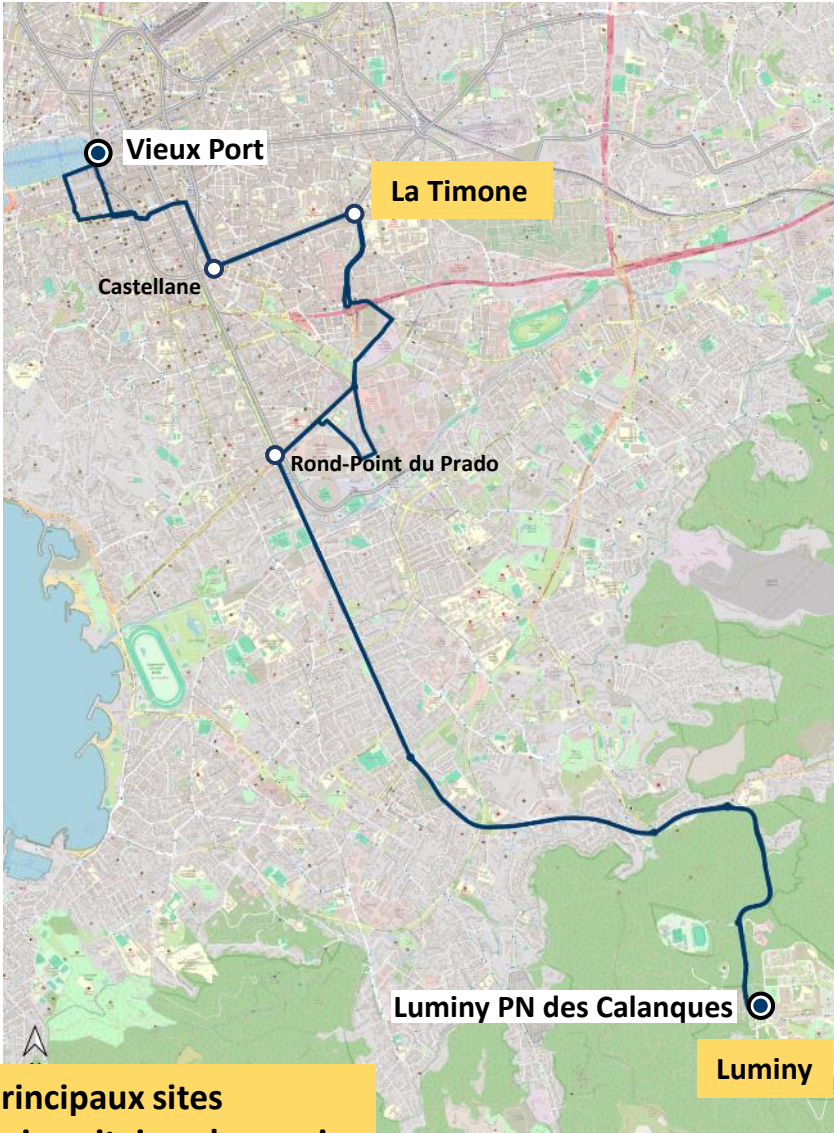 Vieux Port
La Timone
Castellane
Rond-Point du Prado
Luminy PN des Calanques
Luminy
rincipaux sites